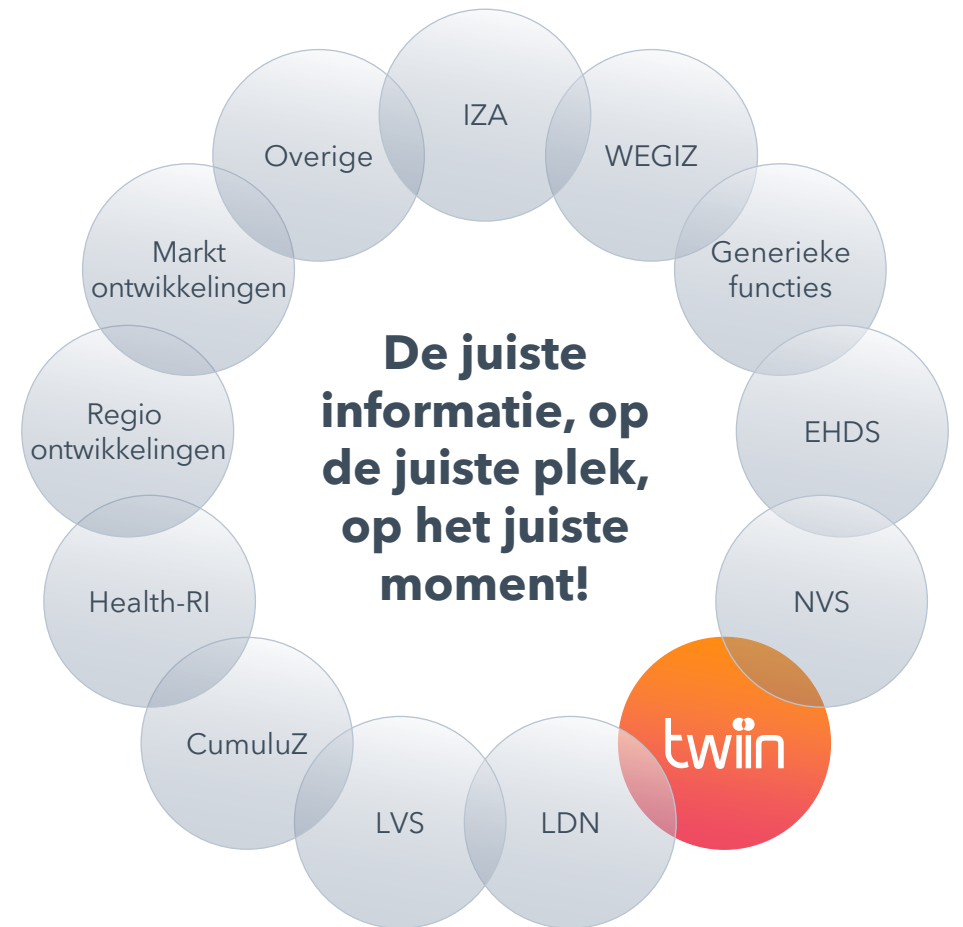 IZA
WEGIZ
Generieke
functies
EHDS
NVS
twiin
LDN
LVS
CumuluZ
Health-RI
Regio
ontwikkelingen
Markt
ontwikkelingen
Overige
De juiste
informatie, op
de juiste plek,
op het juiste
moment!